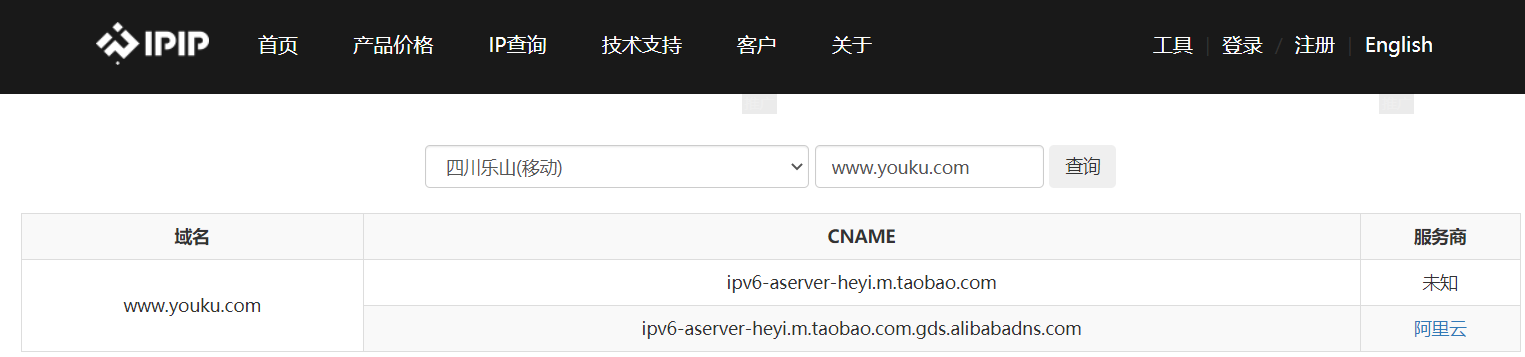 IPIP 首页 产品价格 IP查询 技术支持 客户 关于 工具 | 登录 / 注册 | English
四川乐山(移动) www.youku.com 查询
域名 CNAME 服务商
www.youku.com
ipv6-aserver-heyi.m.taobao.com 未知
ipv6-aserver-heyi.m.taobao.com.gds.alibabadns.com 阿里云